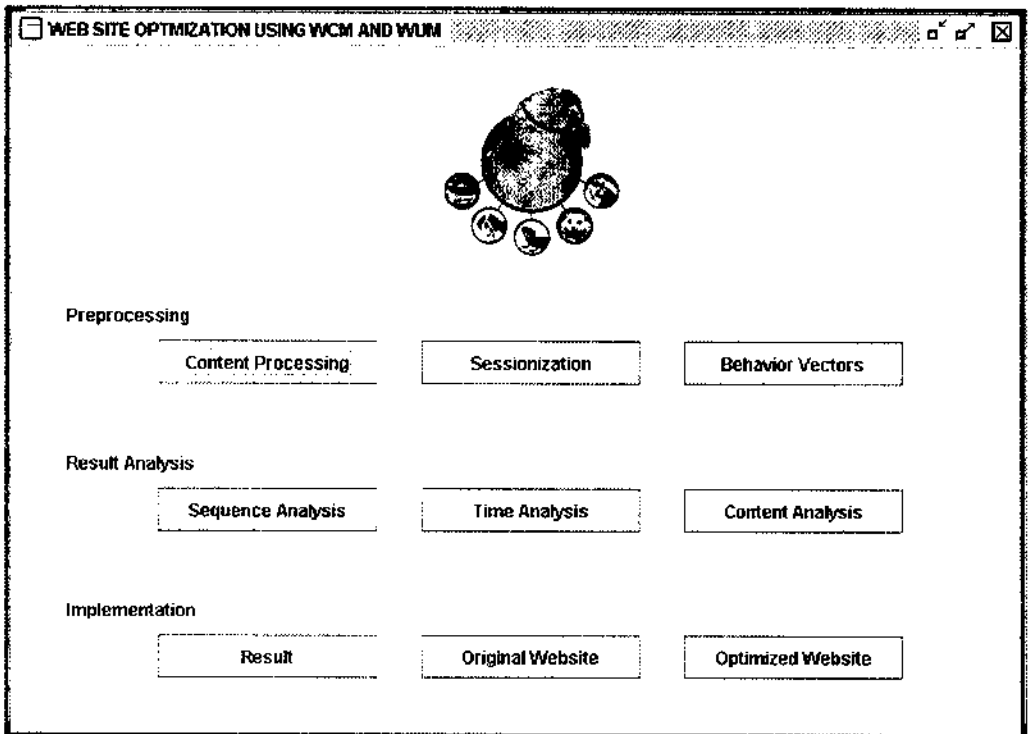 WEB SITE OPTMIZATION USING WCM AND WUM
Preprocessing
Content Processing Sessionization Behavior Vectors
Result Analysis
Sequence Analysis Time Analysis Content Analysis
Implementation
Result Original Website Optimized Website